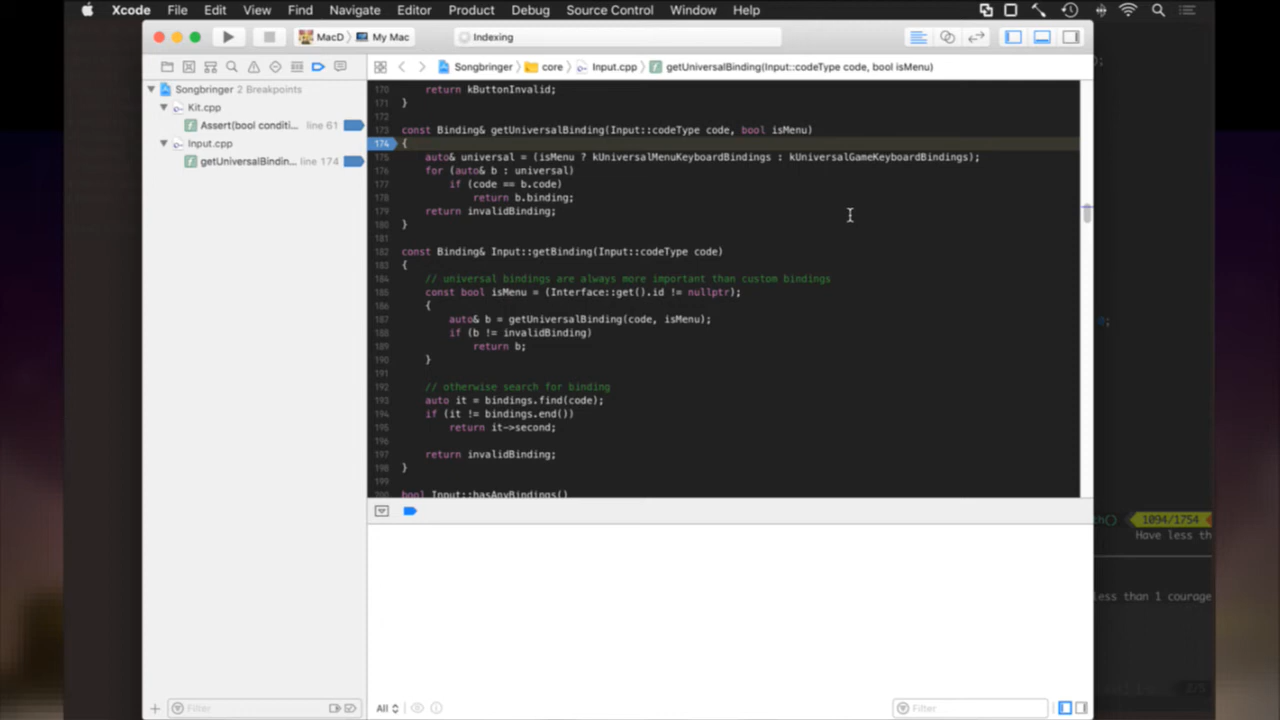 Xcode File Edit View Find Navigate Editor Product Debug Source Control Window Help
MacD My Mac Indexing
Songbringer core Input.cpp getUniversalBinding(Input::codeType code, bool isMenu)
Songbringer 2 Breakpoints
Kit.cpp
Assert(bool conditi... line 61
Input.cpp
getUniversalBindin... line 174
Filter
170 return kButtonInvalid;
171 }
172
173 const Binding& getUniversalBinding(Input::codeType code, bool isMenu)
174 {
175 auto& universal = (isMenu ? kUniversalMenuKeyboardBindings : kUniversalGameKeyboardBindings);
176 for (auto& b : universal)
177 if (code == b.code)
178 return b.binding;
179 return invalidBinding;
180 }
181
182 const Binding& Input::getBinding(Input::codeType code)
183 {
184 // universal bindings are always more important than custom bindings
185 const bool isMenu = (Interface::get().id != nullptr);
186 {
187 auto& b = getUniversalBinding(code, isMenu);
188 if (b != invalidBinding)
189 return b;
190 }
191
192 // otherwise search for binding
193 auto it = bindings.find(code);
194 if (it != bindings.end())
195 return it->second;
196
197 return invalidBinding;
198 }
199
200 bool Input::hasAnyBindings()
All
Filter
1094/1754
Have less th
less than 1 courage
2/5